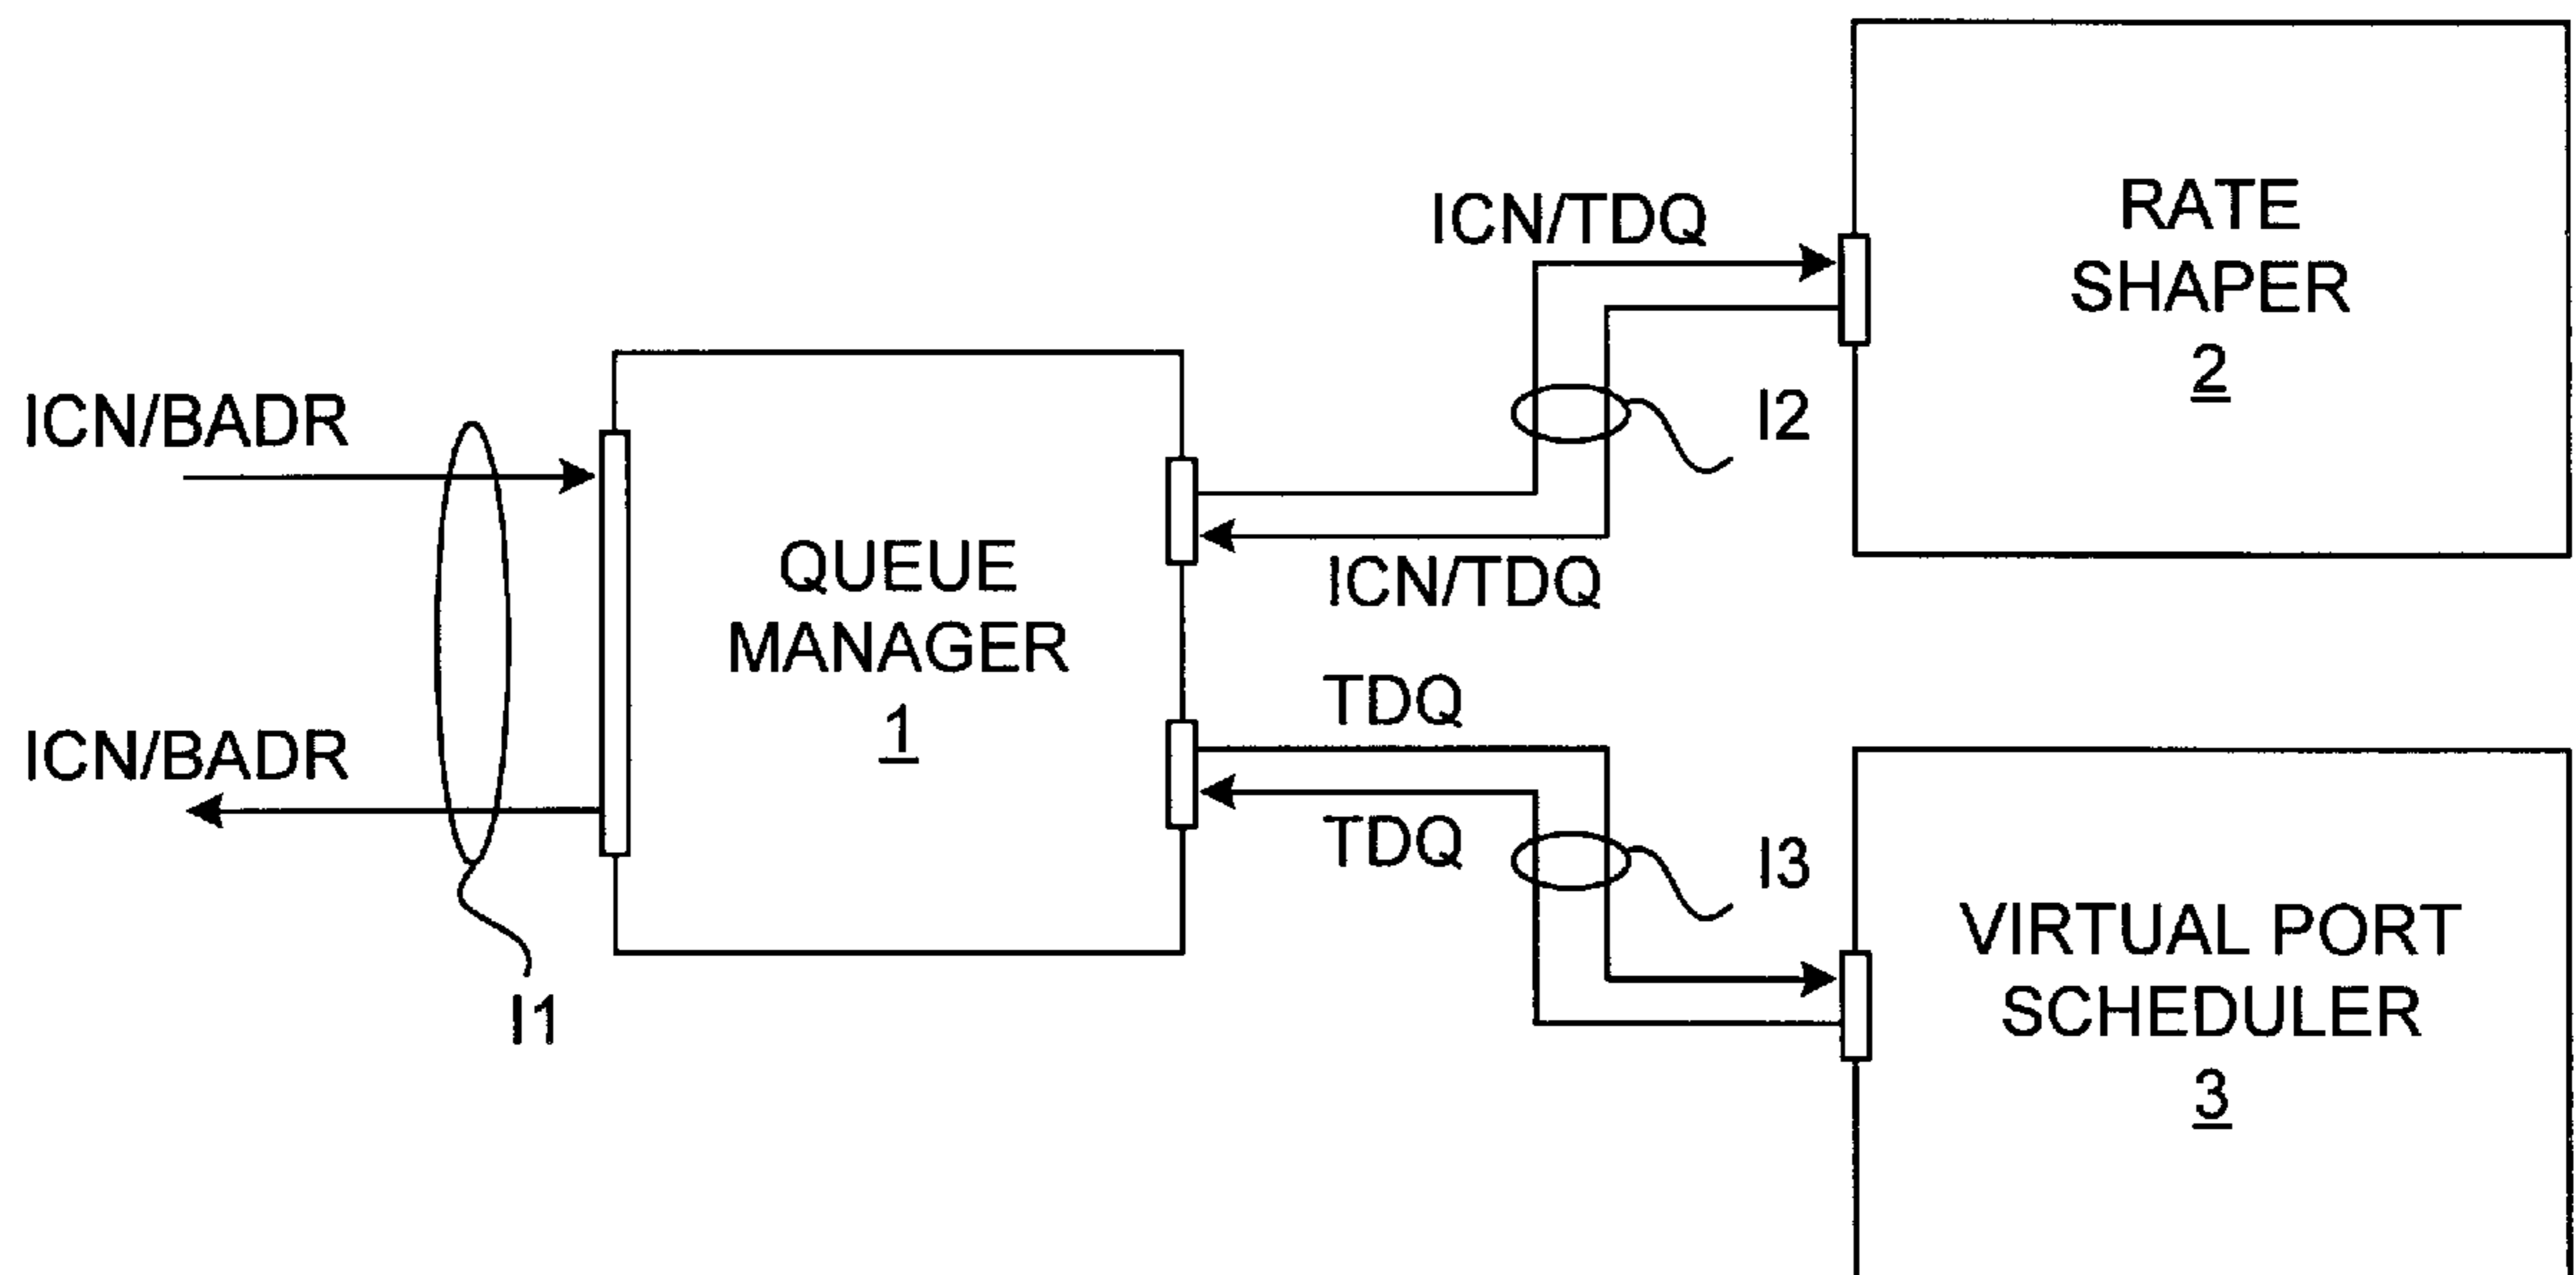 ICN/BADR
ICN/BADR
I1
QUEUE
MANAGER
1
ICN/TDQ
I2
ICN/TDQ
TDQ
TDQ
I3
RATE
SHAPER
2
VIRTUAL PORT
SCHEDULER
3